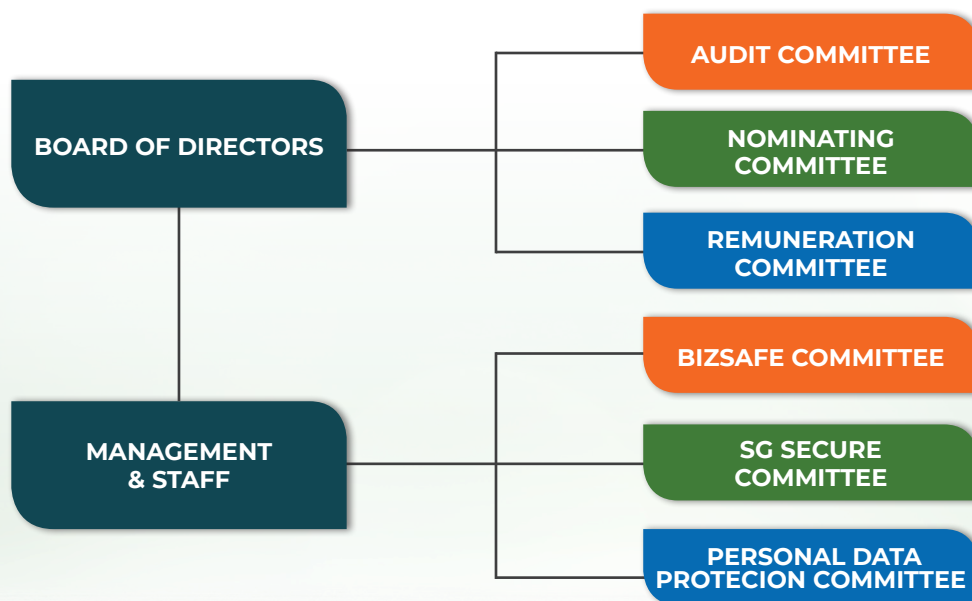 AUDIT COMMITTEE
BOARD OF DIRECTORS
NOMINATING
COMMITTEE
REMUNERATION
COMMITTEE
BIZSAFE COMMITTEE
MANAGEMENT
& STAFF
SG SECURE
COMMITTEE
PERSONAL DATA
PROTECION COMMITTEE